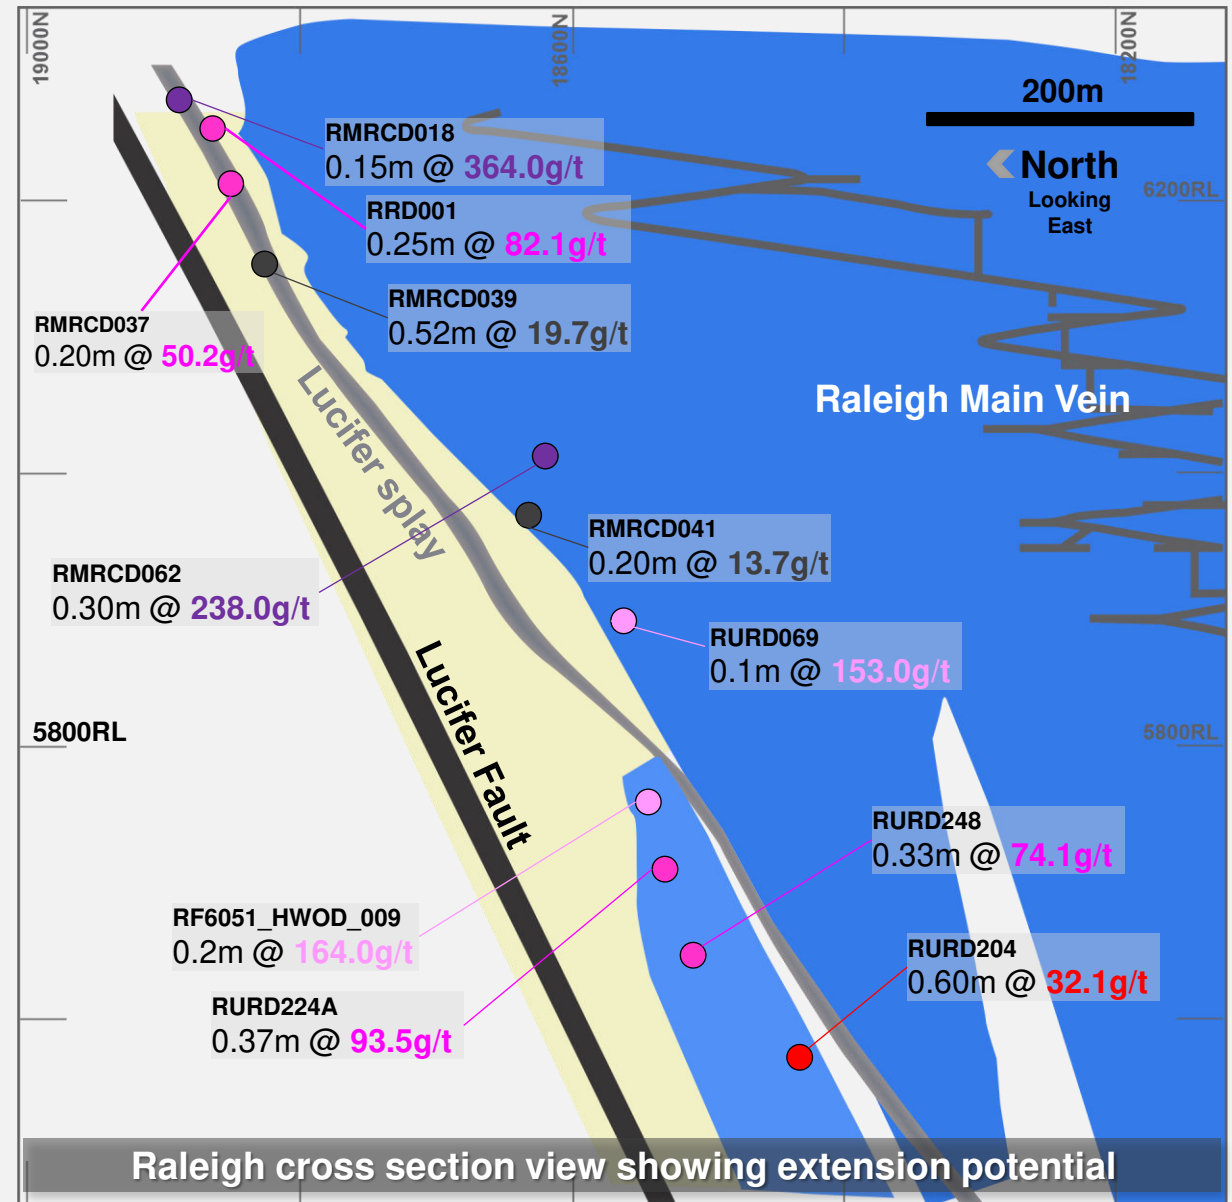 19000N
18600N
18200N
200m
North
Looking
East
6200RL
RMRCD018
0.15m @ 364.0g/t
RRD001
0.25m @ 82.1g/t
RMRCD039
0.52m @ 19.7g/t
RMRCD037
0.20m @ 50.2g/t
Raleigh Main Vein
Lucifer splay
RMRCD041
0.20m @ 13.7g/t
RMRCD062
0.30m @ 238.0g/t
RURD069
0.1m @ 153.0g/t
Lucifer Fault
5800RL
5800RL
RURD248
0.33m @ 74.1g/t
RF6051_HWOD_009
0.2m @ 164.0g/t
RURD204
0.60m @ 32.1g/t
RURD224A
0.37m @ 93.5g/t
Raleigh cross section view showing extension potential